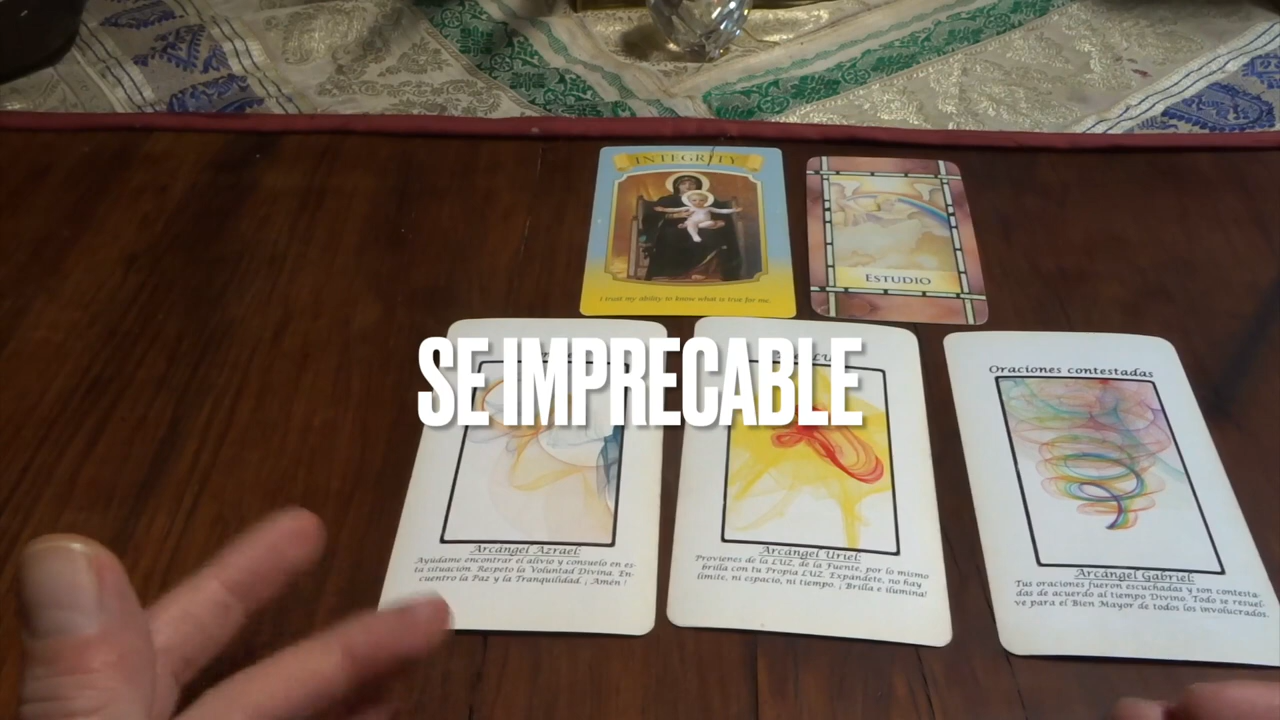 INTEGRITY
I trust my ability to know what is true for me.
ESTUDIO
SE IMPRECABLE
Arcángel Azrael:
Ayúdame encontrar el alivio y consuelo en es-
ta situación. Respeto la Voluntad Divina. En-
cuentro la Paz y la Tranquilidad. ¡ Amén !
Arcángel Uriel:
Provienes de la LUZ, de la Fuente, por lo mismo
brilla con tu Propia LUZ. Expándete, no hay
límite, ni espacio, ni tiempo. ¡ Brilla e ilumina!
Oraciones contestadas
Arcángel Gabriel:
Tus oraciones fueron escuchadas y son contesta-
das de acuerdo al tiempo Divino. Todo se resuel-
ve para el Bien Mayor de todos los involucrados.